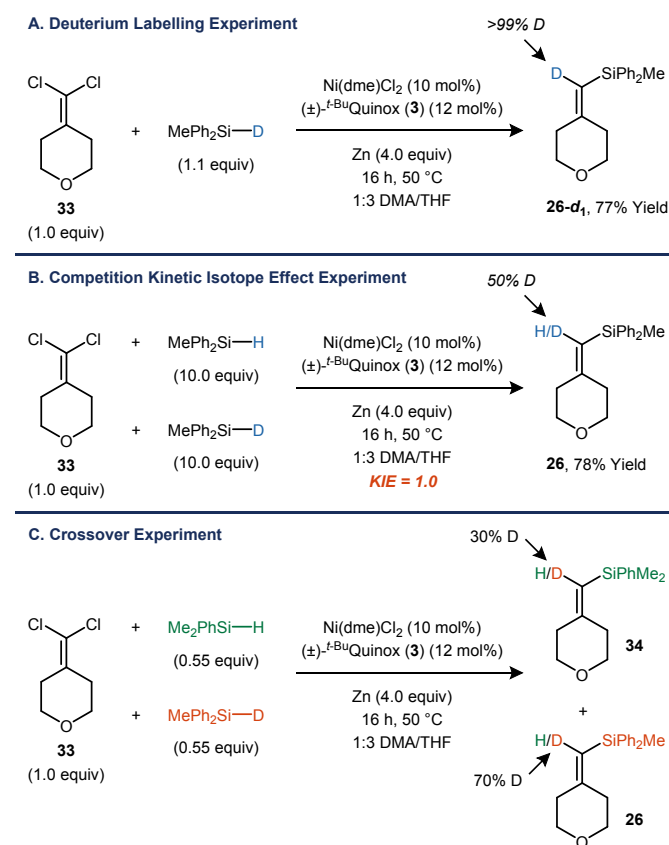 A. Deuterium Labelling Experiment
>99% D
Cl Cl
O
33
(1.0 equiv)
+
MePh₂Si—D
(1.1 equiv)
Ni(dme)Cl₂ (10 mol%)
(±)-ᵗ⁻ᴮᵘQuinox (3) (12 mol%)
Zn (4.0 equiv)
16 h, 50 °C
1:3 DMA/THF
D SiPh₂Me
O
26-d₁, 77% Yield
B. Competition Kinetic Isotope Effect Experiment
50% D
Cl Cl
O
33
(1.0 equiv)
+ MePh₂Si—H
(10.0 equiv)
+ MePh₂Si—D
(10.0 equiv)
Ni(dme)Cl₂ (10 mol%)
(±)-ᵗ⁻ᴮᵘQuinox (3) (12 mol%)
Zn (4.0 equiv)
16 h, 50 °C
1:3 DMA/THF
KIE = 1.0
H/D SiPh₂Me
O
26, 78% Yield
C. Crossover Experiment
30% D
Cl Cl
O
33
(1.0 equiv)
+ Me₂PhSi—H
(0.55 equiv)
+ MePh₂Si—D
(0.55 equiv)
Ni(dme)Cl₂ (10 mol%)
(±)-ᵗ⁻ᴮᵘQuinox (3) (12 mol%)
Zn (4.0 equiv)
16 h, 50 °C
1:3 DMA/THF
H/D SiPhMe₂
O
34
+
H/D SiPh₂Me
70% D
O
26